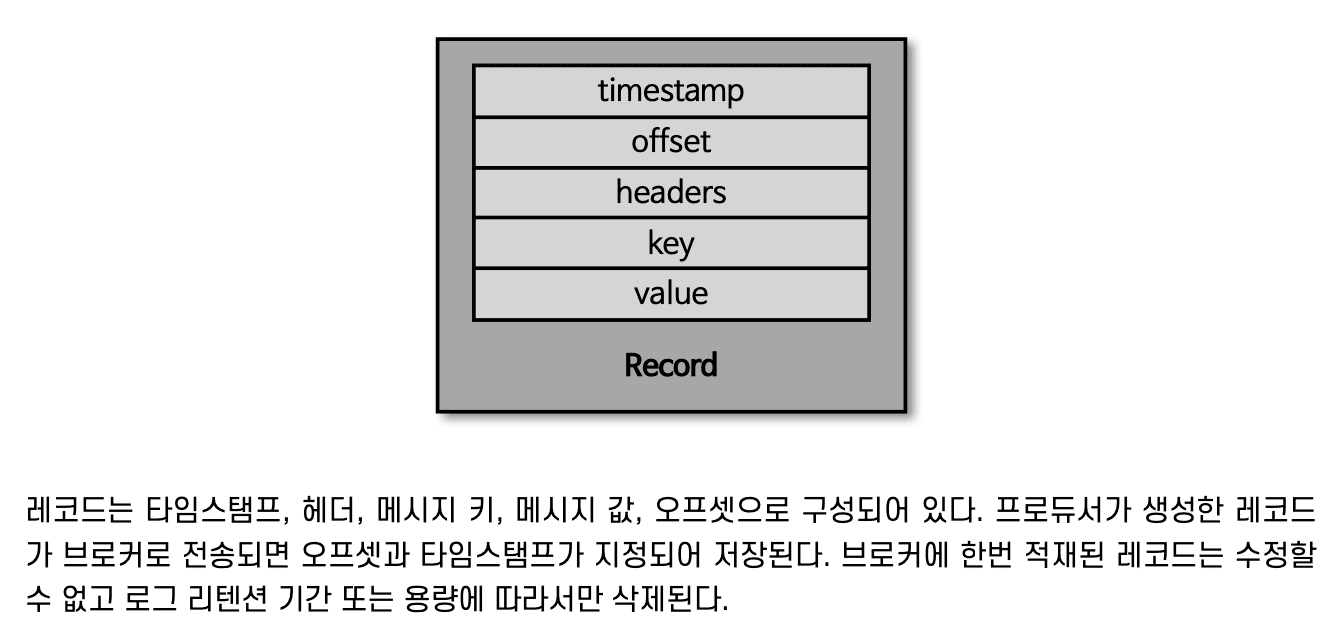 timestamp
offset
headers
key
value
Record
레코드는 타임스탬프, 헤더, 메시지 키, 메시지 값, 오프셋으로 구성되어 있다. 프로듀서가 생성한 레코드
가 브로커로 전송되면 오프셋과 타임스탬프가 지정되어 저장된다. 브로커에 한번 적재된 레코드는 수정할
수 없고 로그 리텐션 기간 또는 용량에 따라서만 삭제된다.